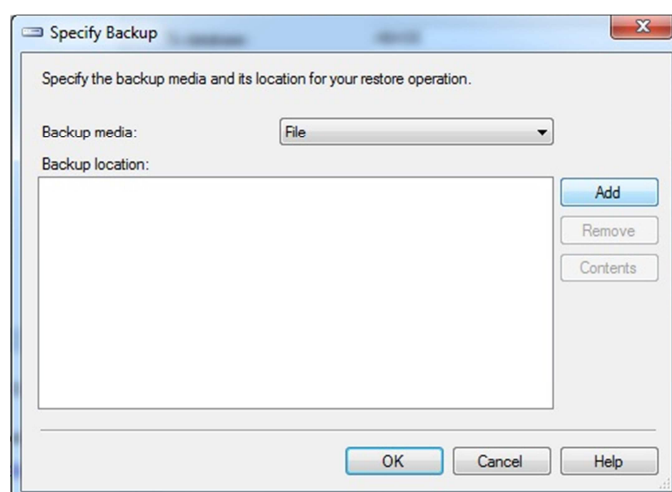 Specify Backup
Specify the backup media and its location for your restore operation.
Backup media:
File
Backup location:
Add
Remove
Contents
OK
Cancel
Help